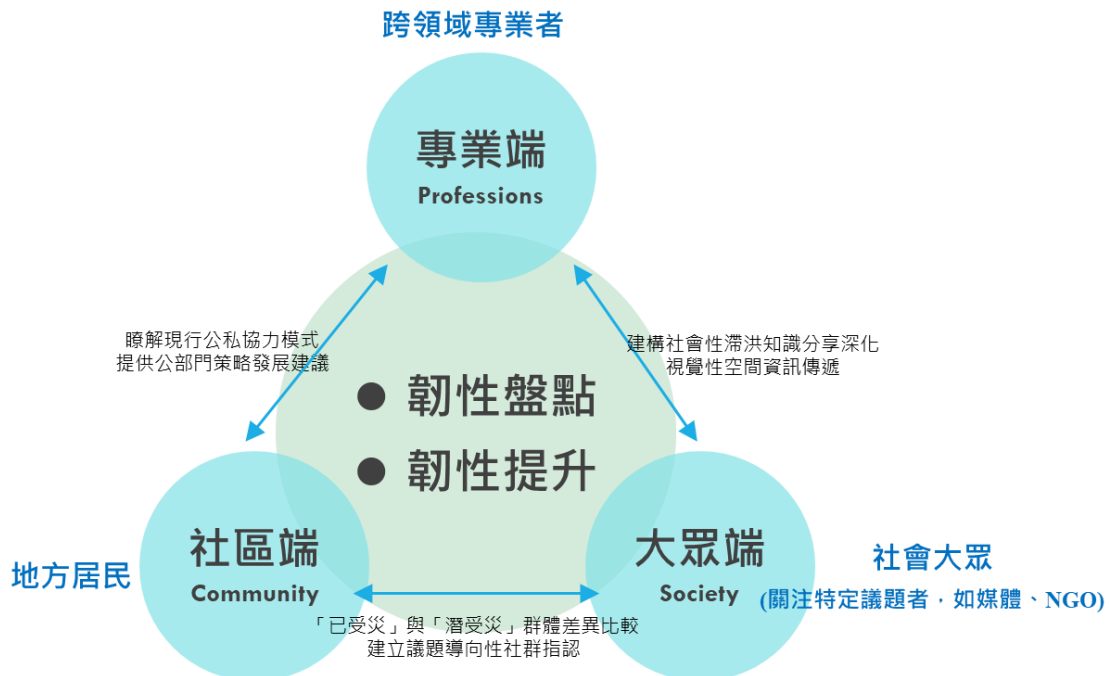 跨領域專業者
專業端
Professions
瞭解現行公私協力模式
提供公部門策略發展建議
建構社會性滯洪知識分享深化
視覺性空間資訊傳遞
● 韌性盤點
● 韌性提升
社區端
Community
地方居民
大眾端
Society
社會大眾
(關注特定議題者，如媒體、NGO)
「已受災」與「潛受災」群體差異比較
建立議題導向性社群指認